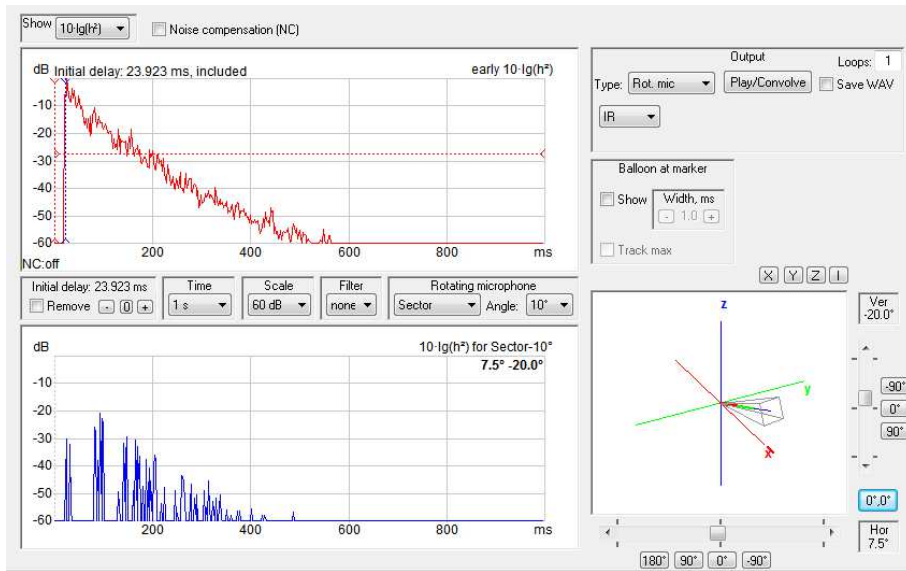 Show 10·lg(h²) Noise compensation (NC)
dB Initial delay: 23.923 ms, included early 10·lg(h²)
-10
-20
-30
-40
-50
-60
200 400 600 800 ms
NC:off
Initial delay: 23.923 ms Time Scale Filter Rotating microphone
Remove - 0 + 1 s 60 dB none Sector Angle: 10°
dB 10·lg(h²) for Sector-10°
7.5° -20.0°
-10
-20
-30
-40
-50
-60
200 400 600 800 ms
Output Loops: 1
Type: Rot. mic Play/Convolve Save WAV
IR
Balloon at marker
Show Width, ms
- 1.0 +
Track max
X Y Z I
z
y
x
Ver
-20.0°
-90°
0°
90°
0°,0°
Hor
7.5°
180° 90° 0° -90°